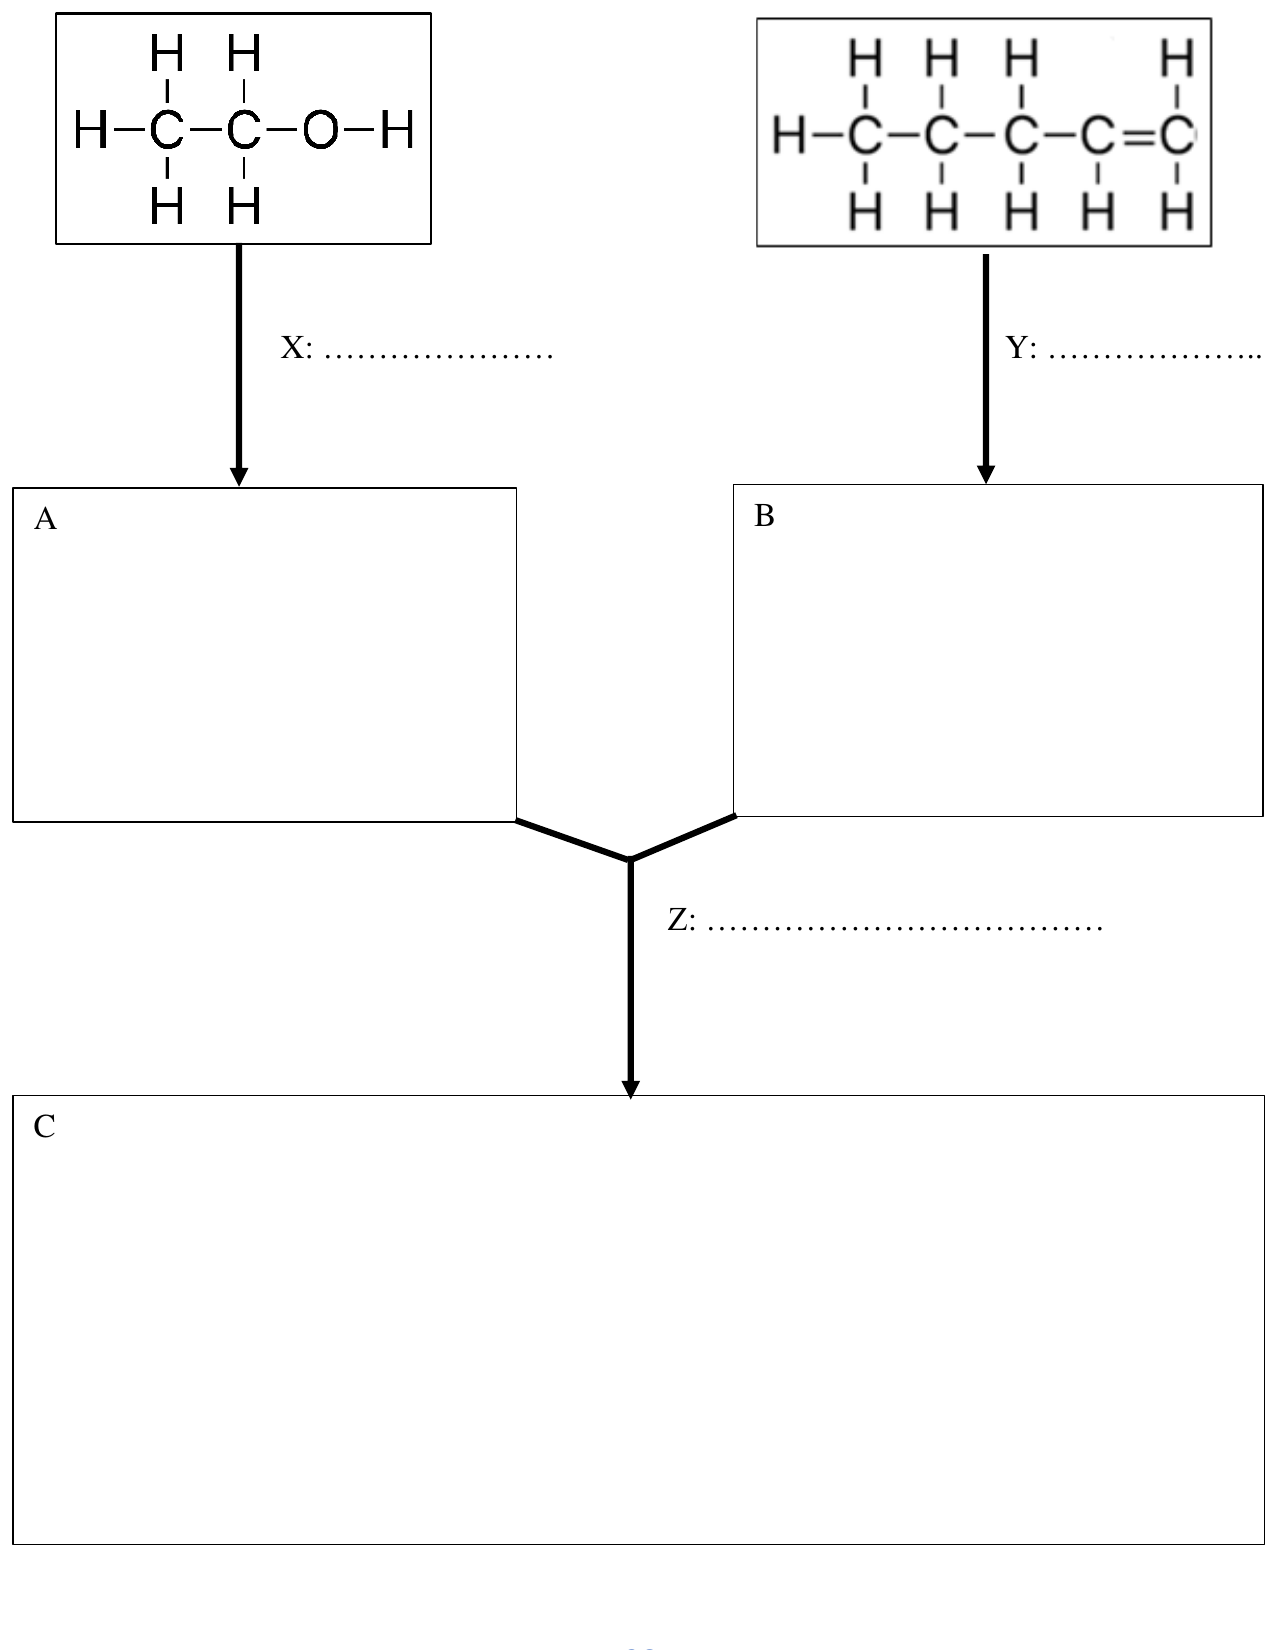 H H
H—C—C—O—H
H H
H H H H
H—C—C—C—C=C
H H H H H
X: …………………
Y: ………………..
A
B
Z: ………………………………
C